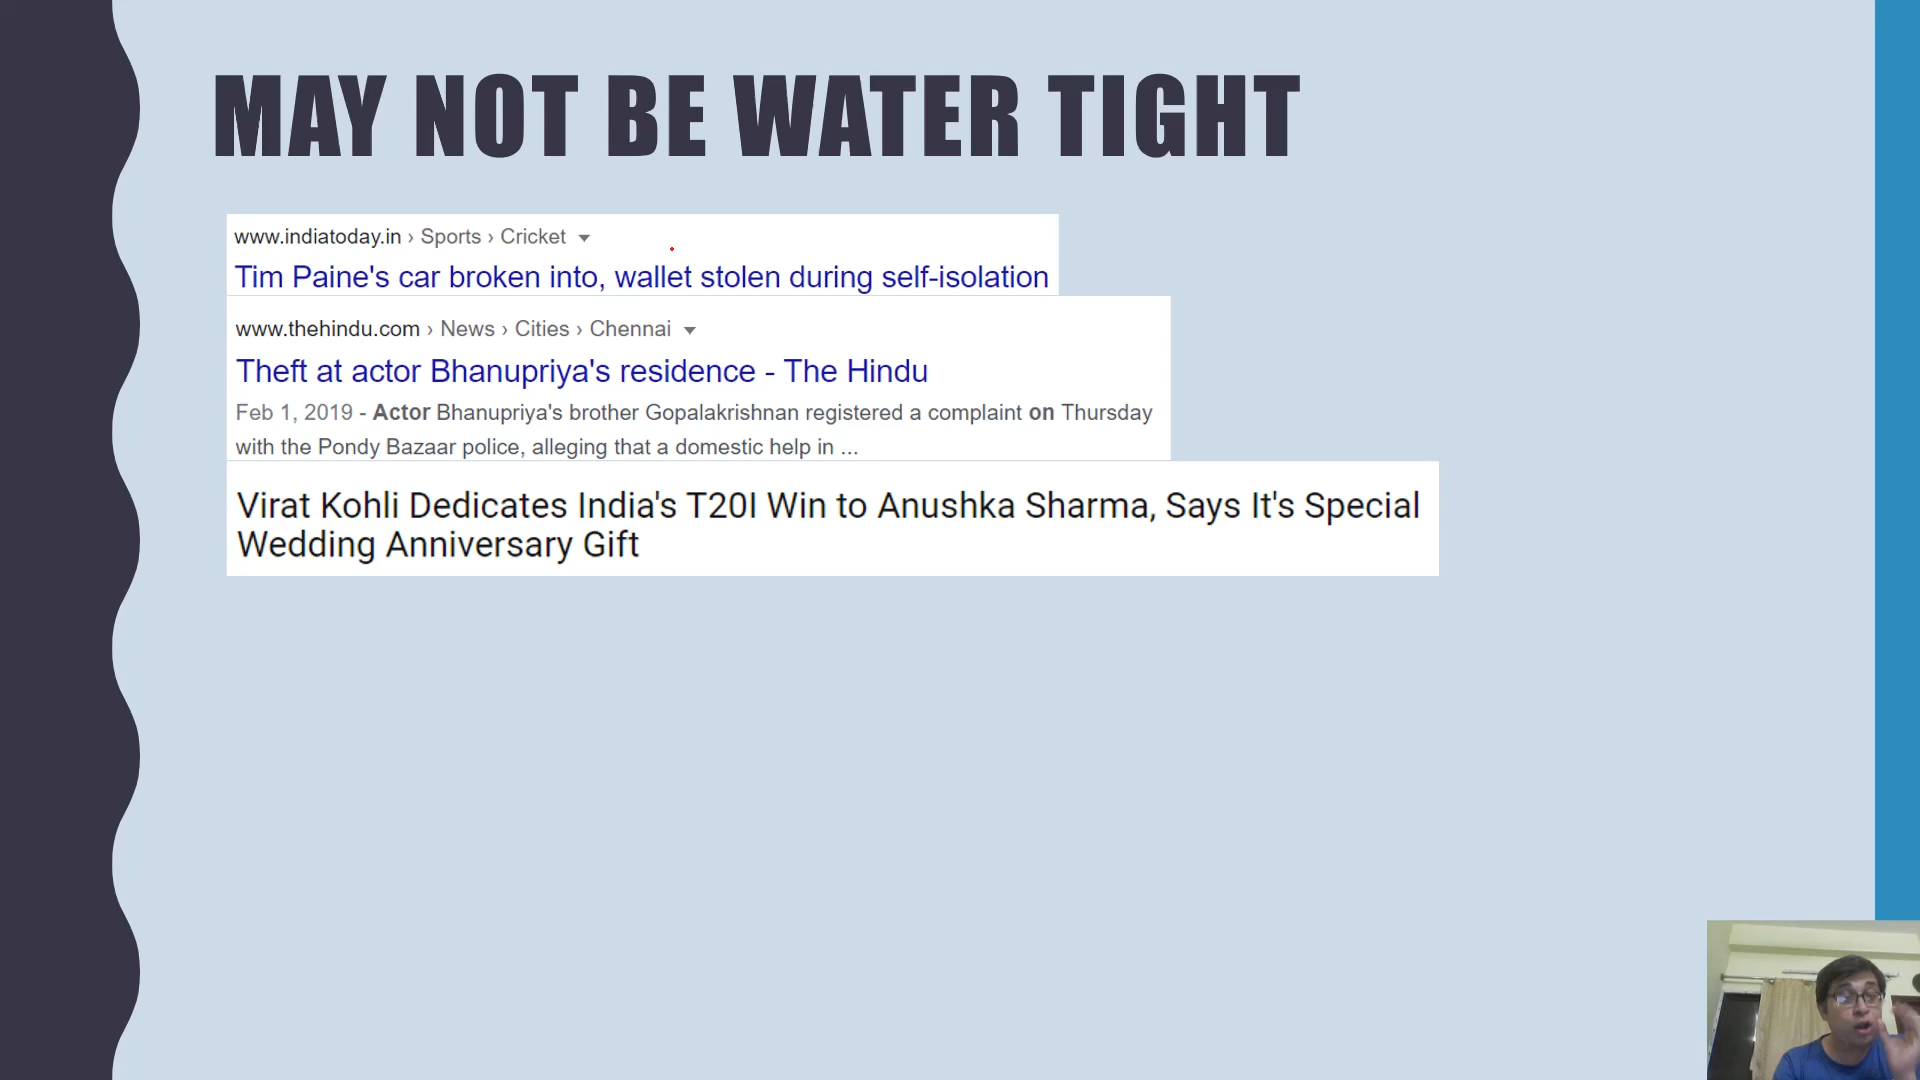 MAY NOT BE WATER TIGHT
www.indiatoday.in › Sports › Cricket
Tim Paine's car broken into, wallet stolen during self-isolation
www.thehindu.com › News › Cities › Chennai
Theft at actor Bhanupriya's residence - The Hindu
Feb 1, 2019 - Actor Bhanupriya's brother Gopalakrishnan registered a complaint on Thursday
with the Pondy Bazaar police, alleging that a domestic help in ...
Virat Kohli Dedicates India's T20I Win to Anushka Sharma, Says It's Special
Wedding Anniversary Gift